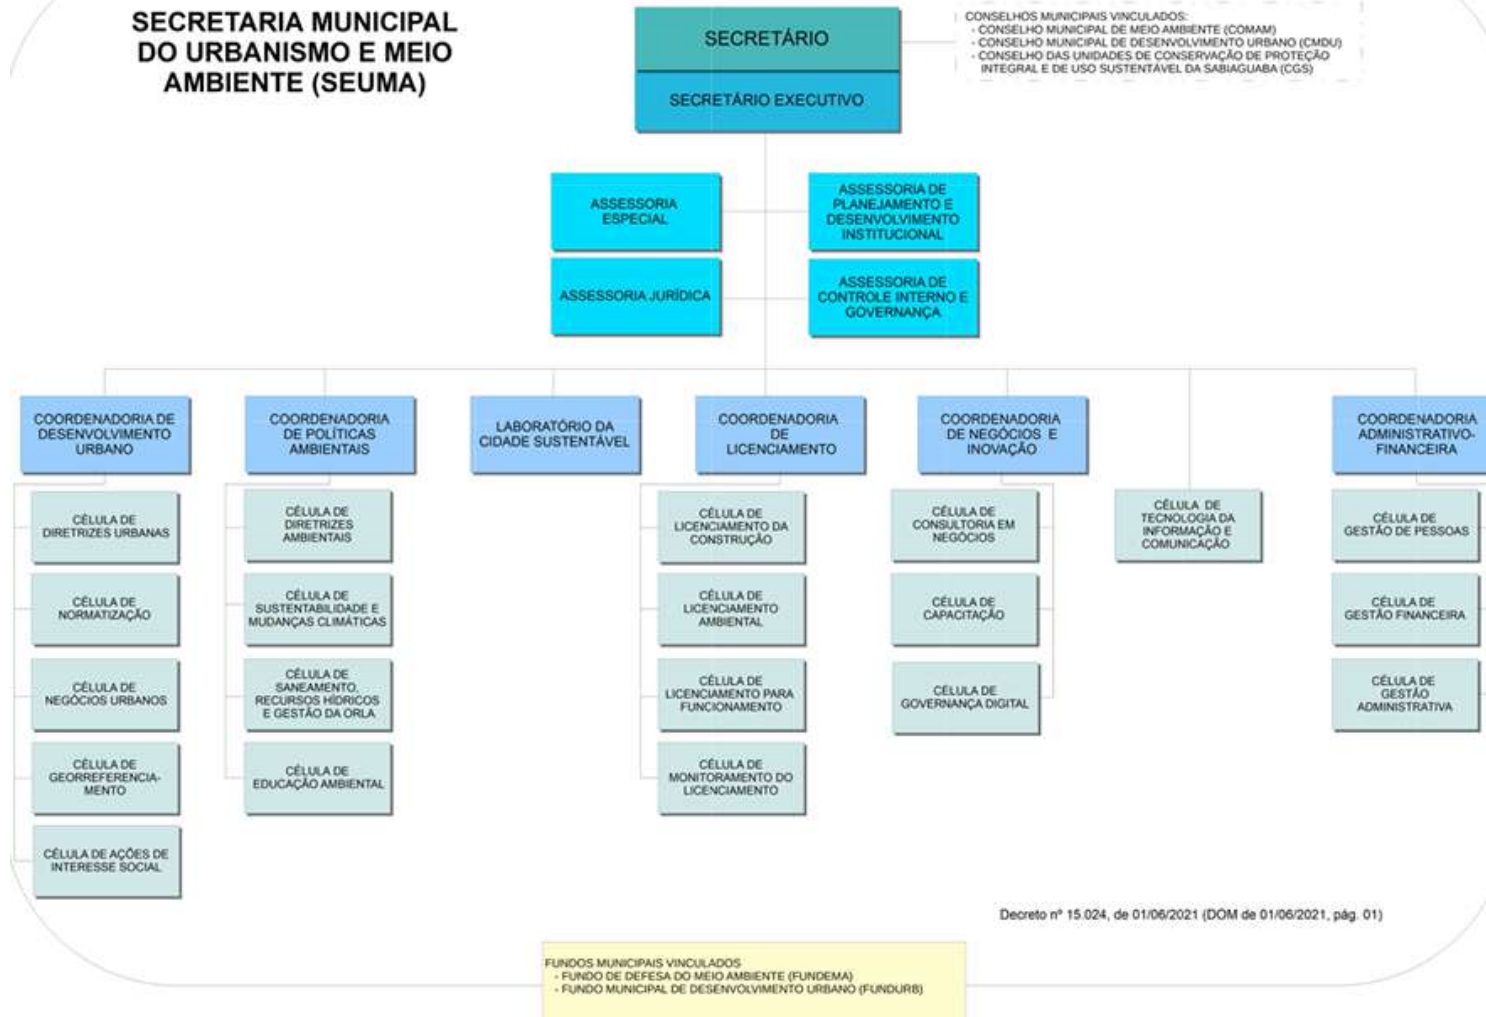 SECRETARIA MUNICIPAL
DO URBANISMO E MEIO
AMBIENTE (SEUMA)
SECRETÁRIO
SECRETÁRIO EXECUTIVO
CONSELHOS MUNICIPAIS VINCULADOS:
- CONSELHO MUNICIPAL DE MEIO AMBIENTE (COMAM)
- CONSELHO MUNICIPAL DE DESENVOLVIMENTO URBANO (CMDU)
- CONSELHO DAS UNIDADES DE CONSERVAÇÃO DE PROTEÇÃO
INTEGRAL E DE USO SUSTENTÁVEL DA SABIAGUABA (CGS)
ASSESSORIA
ESPECIAL
ASSESSORIA DE
PLANEJAMENTO E
DESENVOLVIMENTO
INSTITUCIONAL
ASSESSORIA JURÍDICA
ASSESSORIA DE
CONTROLE INTERNO E
GOVERNANÇA
COORDENADORIA DE
DESENVOLVIMENTO
URBANO
COORDENADORIA
DE POLÍTICAS
AMBIENTAIS
LABORATÓRIO DA
CIDADE SUSTENTÁVEL
COORDENADORIA
DE
LICENCIAMENTO
COORDENADORIA
DE NEGÓCIOS E
INOVAÇÃO
COORDENADORIA
ADMINISTRATIVO-
FINANCEIRA
CÉLULA DE
DIRETRIZES URBANAS
CÉLULA DE
NORMATIZAÇÃO
CÉLULA DE
NEGÓCIOS URBANOS
CÉLULA DE
GEORREFERENCIA-
MENTO
CÉLULA DE AÇÕES DE
INTERESSE SOCIAL
CÉLULA DE
DIRETRIZES
AMBIENTAIS
CÉLULA DE
SUSTENTABILIDADE E
MUDANÇAS CLIMÁTICAS
CÉLULA DE
SANEAMENTO,
RECURSOS HÍDRICOS
E GESTÃO DA ORLA
CÉLULA DE
EDUCAÇÃO AMBIENTAL
CÉLULA DE
LICENCIAMENTO DA
CONSTRUÇÃO
CÉLULA DE
LICENCIAMENTO
AMBIENTAL
CÉLULA DE
LICENCIAMENTO PARA
FUNCIONAMENTO
CÉLULA DE
MONITORAMENTO DO
LICENCIAMENTO
CÉLULA DE
CONSULTORIA EM
NEGÓCIOS
CÉLULA DE
CAPACITAÇÃO
CÉLULA DE
GOVERNANÇA DIGITAL
CÉLULA DE
TECNOLOGIA DA
INFORMAÇÃO E
COMUNICAÇÃO
CÉLULA DE
GESTÃO DE PESSOAS
CÉLULA DE
GESTÃO FINANCEIRA
CÉLULA DE
GESTÃO
ADMINISTRATIVA
Decreto nº 15.024, de 01/06/2021 (DOM de 01/06/2021, pág. 01)
FUNDOS MUNICIPAIS VINCULADOS
- FUNDO DE DEFESA DO MEIO AMBIENTE (FUNDEMA)
- FUNDO MUNICIPAL DE DESENVOLVIMENTO URBANO (FUNDURB)